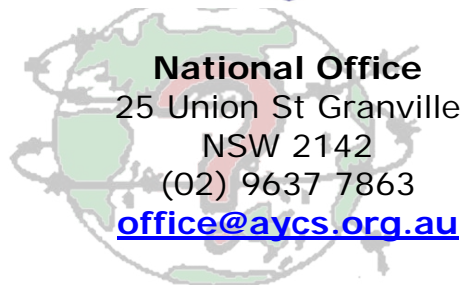 National Office
25 Union St Granville
NSW 2142
(02) 9637 7863
office@aycs.org.au